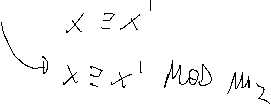 x ≡ x'
x ≡ x' MOD m₂